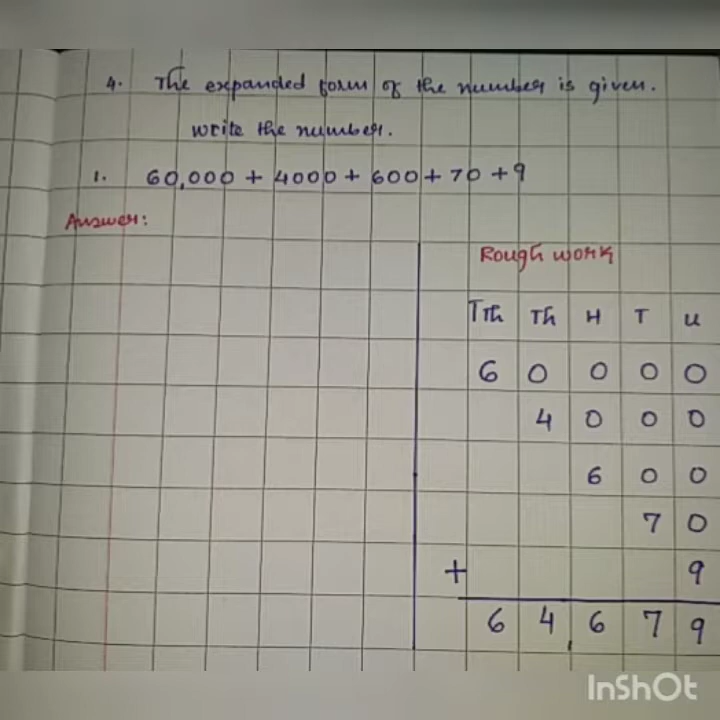 4. The expanded form of the number is given.
write the number.
1. 60,000 + 4000 + 600 + 70 + 9
Answer:
Rough work
Tth Th H T U
6 0 0 0 0
4 0 0 0
6 0 0
7 0
+ 9
6 4,6 7 9
InShOt